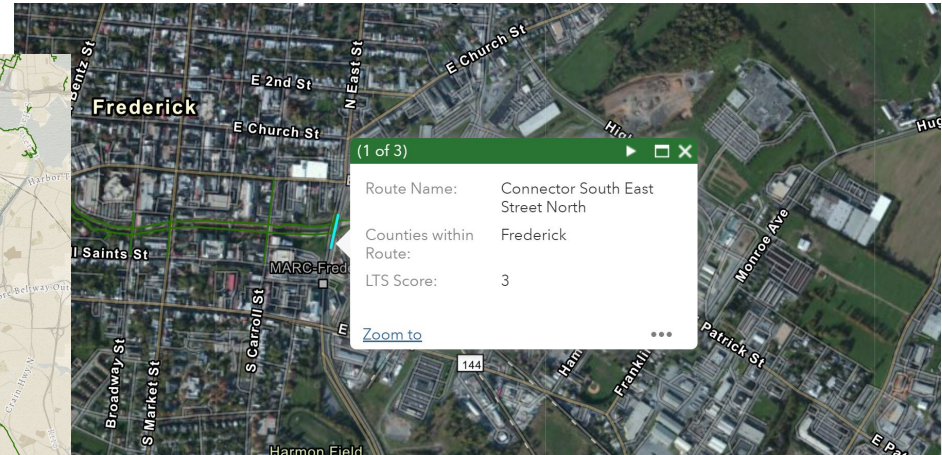 E Church St
E 2nd St
N East St
Frederick
E Church St
(1 of 3)
Route Name: Connector South East
Street North
Counties within Frederick
Route:
LTS Score: 3
Zoom to
Saints St
S Carroll St
Broadway St
S Market St
144
Monroe Ave
Patrick St
Harmon Field
Crain Hwy N